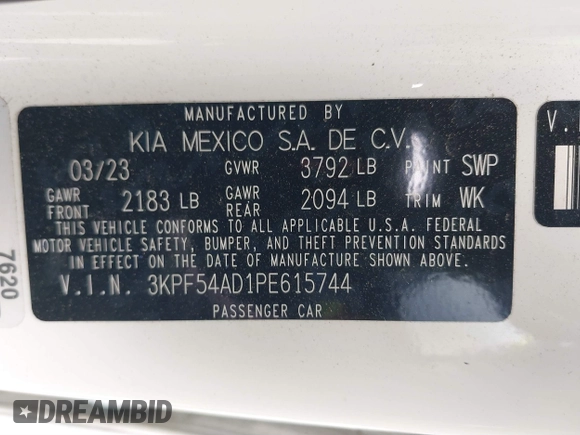 MANUFACTURED BY
KIA MEXICO S.A. DE C.V.
03/23 GVWR 3792 LB PAINT SWP
GAWR FRONT 2183 LB GAWR REAR 2094 LB TRIM WK
THIS VEHICLE CONFORMS TO ALL APPLICABLE U.S.A. FEDERAL
MOTOR VEHICLE SAFETY, BUMPER, AND THEFT PREVENTION STANDARDS
IN EFFECT ON THE DATE OF MANUFACTURE SHOWN ABOVE.
V.I.N. 3KPF54AD1PE615744
PASSENGER CAR
7620
V.
DREAMBID